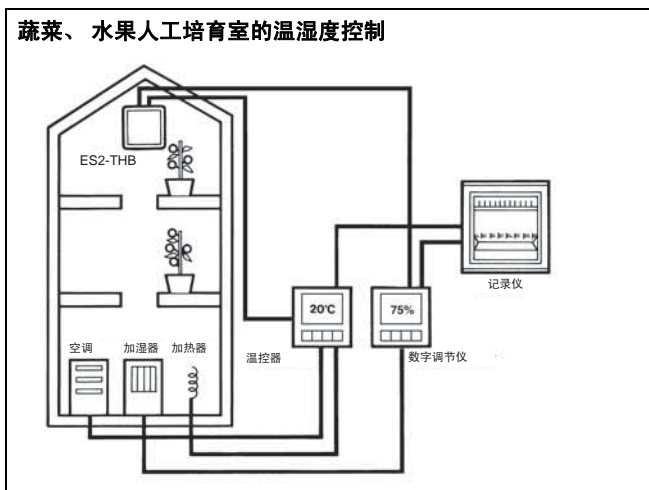 蔬菜、 水果人工培育室的温湿度控制
ES2-THB
20℃
75%
记录仪
空调
加湿器
加热器
温控器
数字调节仪